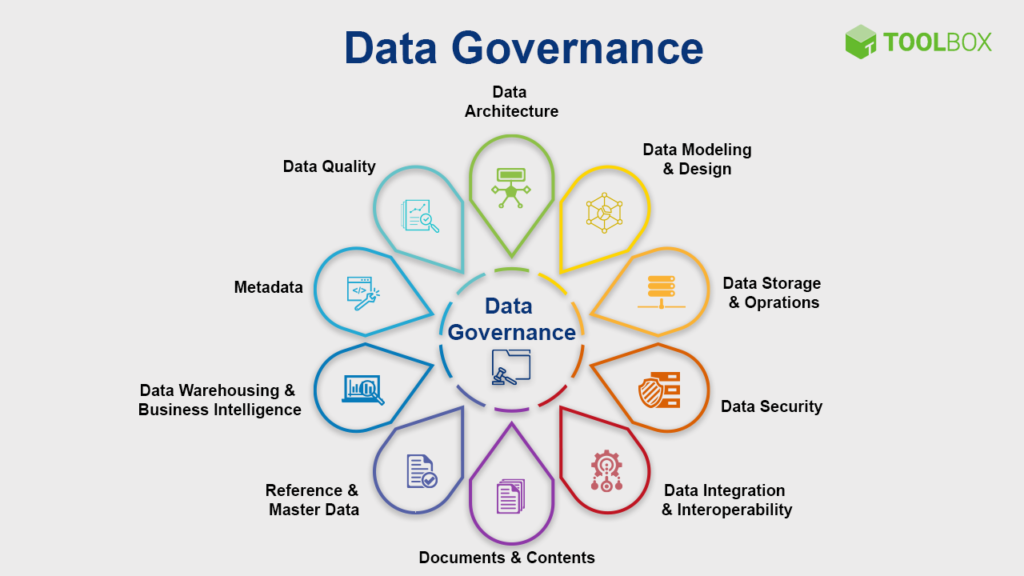 Data Governance
TOOLBOX
Data
Architecture
Data Modeling
& Design
Data Storage
& Oprations
Data Security
Data Integration
& Interoperability
Documents & Contents
Reference &
Master Data
Data Warehousing &
Business Intelligence
Metadata
Data Quality
Data
Governance